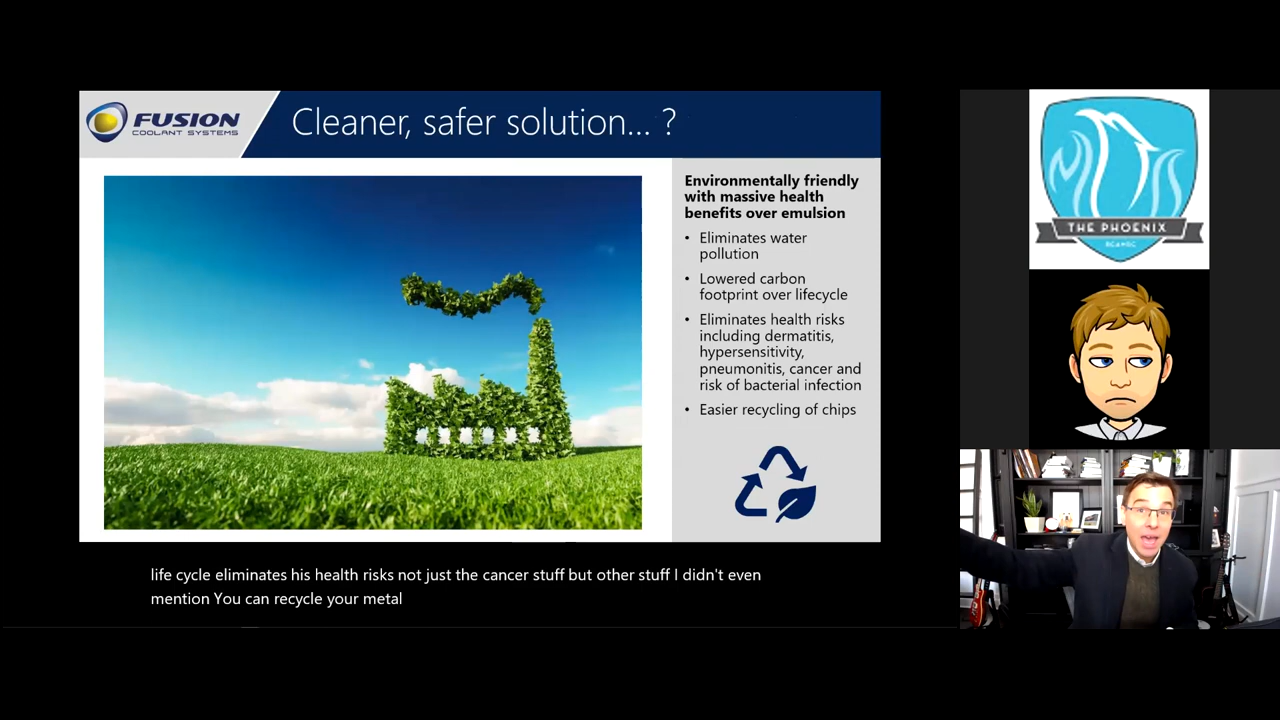 FUSION
COOLANT SYSTEMS
Cleaner, safer solution... ?
Environmentally friendly
with massive health
benefits over emulsion
• Eliminates water
pollution
• Lowered carbon
footprint over lifecycle
• Eliminates health risks
including dermatitis,
hypersensitivity,
pneumonitis, cancer and
risk of bacterial infection
• Easier recycling of chips
THE PHOENIX
life cycle eliminates his health risks not just the cancer stuff but other stuff I didn't even
mention You can recycle your metal